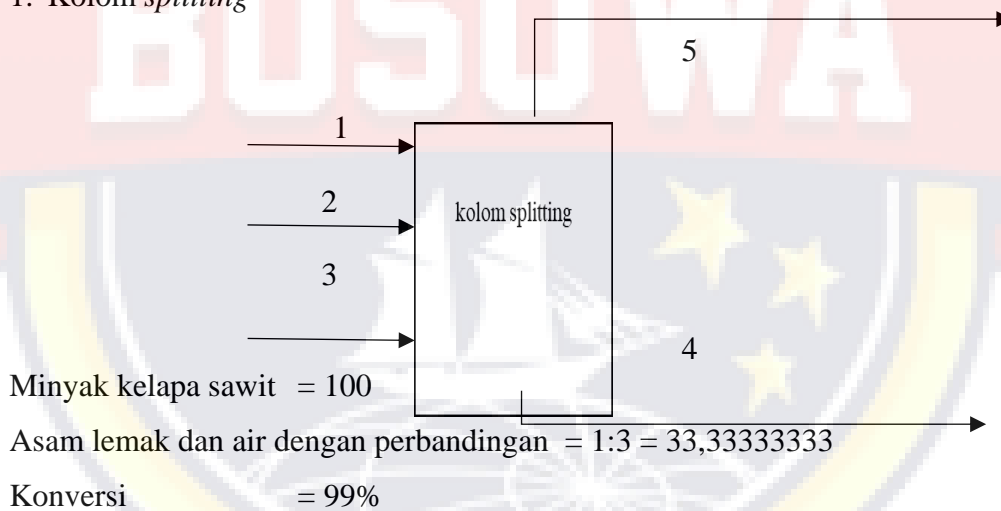 1. Kolom splitting
5
1
2
kolom splitting
3
4
Minyak kelapa sawit = 100
Asam lemak dan air dengan perbandingan = 1:3 = 33,33333333
Konversi = 99%
BOSOWA